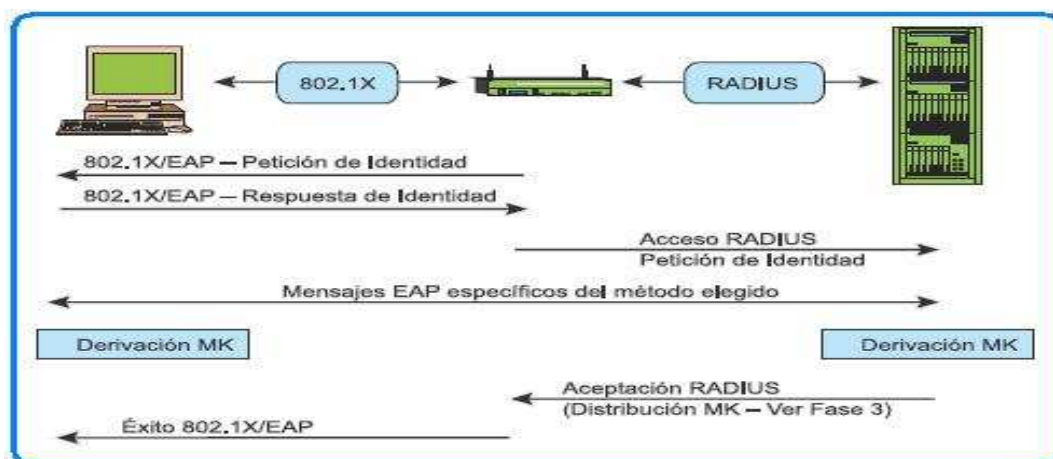 802.1X
RADIUS
802.1X/EAP – Petición de Identidad
802.1X/EAP – Respuesta de Identidad
Acceso RADIUS
Petición de Identidad
Mensajes EAP específicos del método elegido
Derivación MK
Derivación MK
Aceptación RADIUS
(Distribución MK – Ver Fase 3)
Éxito 802.1X/EAP